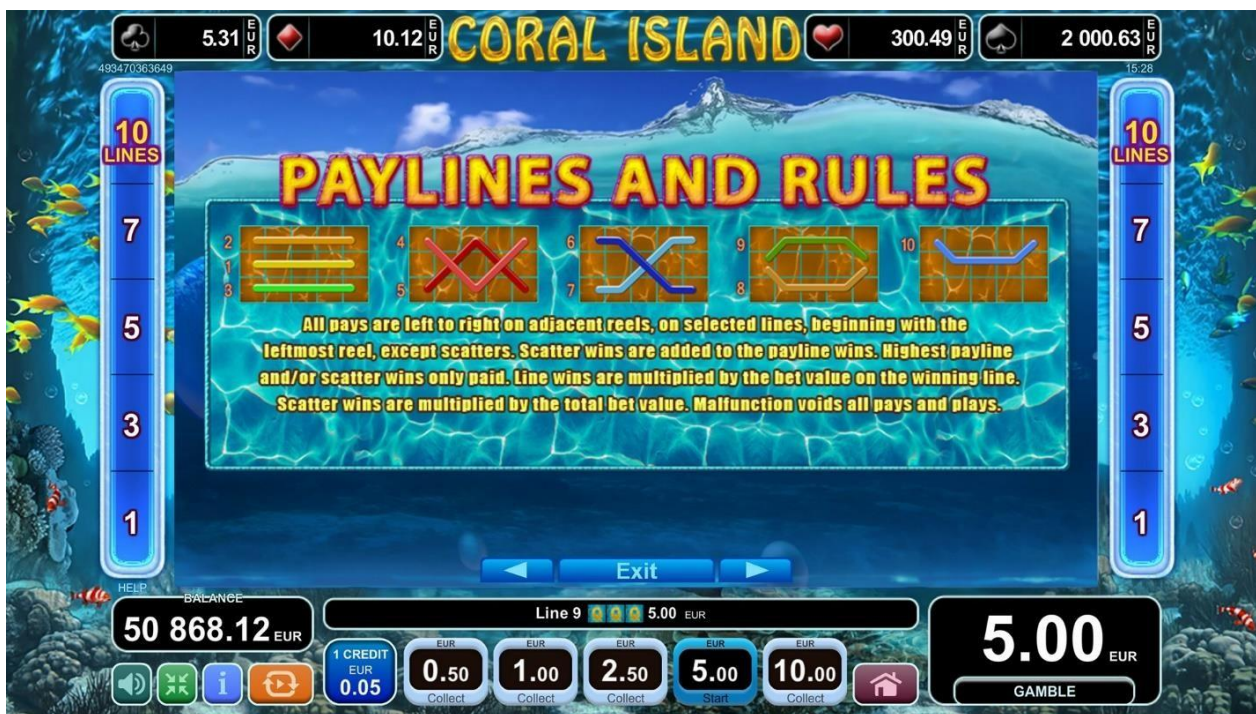 5.31 EUR
10.12 EUR
CORAL ISLAND
300.49 EUR
2 000.63 EUR
493470363649
15:28
10
LINES
7
5
3
1
10
LINES
7
5
3
1
PAYLINES AND RULES
2
1
3
4
5
6
7
9
8
10
All pays are left to right on adjacent reels, on selected lines, beginning with the
leftmost reel, except scatters. Scatter wins are added to the payline wins. Highest payline
and/or scatter wins only paid. Line wins are multiplied by the bet value on the winning line.
Scatter wins are multiplied by the total bet value. Malfunction voids all pays and plays.
Exit
HELP
BALANCE
50 868.12 EUR
Line 9 Q Q Q 5.00 EUR
5.00 EUR
GAMBLE
1 CREDIT
EUR
0.05
EUR
0.50
Collect
EUR
1.00
Collect
EUR
2.50
Collect
EUR
5.00
Start
EUR
10.00
Collect
i